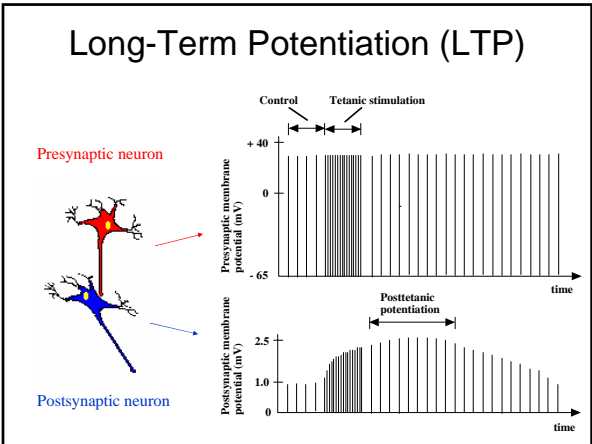 Long-Term Potentiation (LTP)
Control
Tetanic stimulation
Presynaptic neuron
Presynaptic membrane
potential (mV)
+ 40
0
- 65
time
Posttetanic
potentiation
Postsynaptic membrane
potential (mV)
2.5
1.0
0
time
Postsynaptic neuron